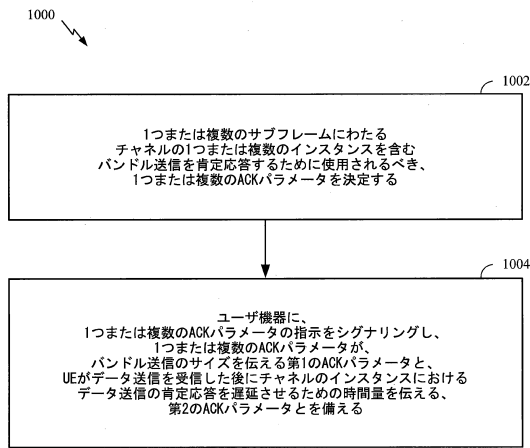 1000
1002
1つまたは複数のサブフレームにわたる
チャネルの1つまたは複数のインスタンスを含む
バンドル送信を肯定応答するために使用されるべき、
1つまたは複数のACKパラメータを決定する
1004
ユーザ機器に、
1つまたは複数のACKパラメータの指示をシグナリングし、
1つまたは複数のACKパラメータが、
バンドル送信のサイズを伝える第1のACKパラメータと、
UEがデータ送信を受信した後にチャネルのインスタンスにおける
データ送信の肯定応答を遅延させるための時間量を伝える、
第2のACKパラメータとを備える